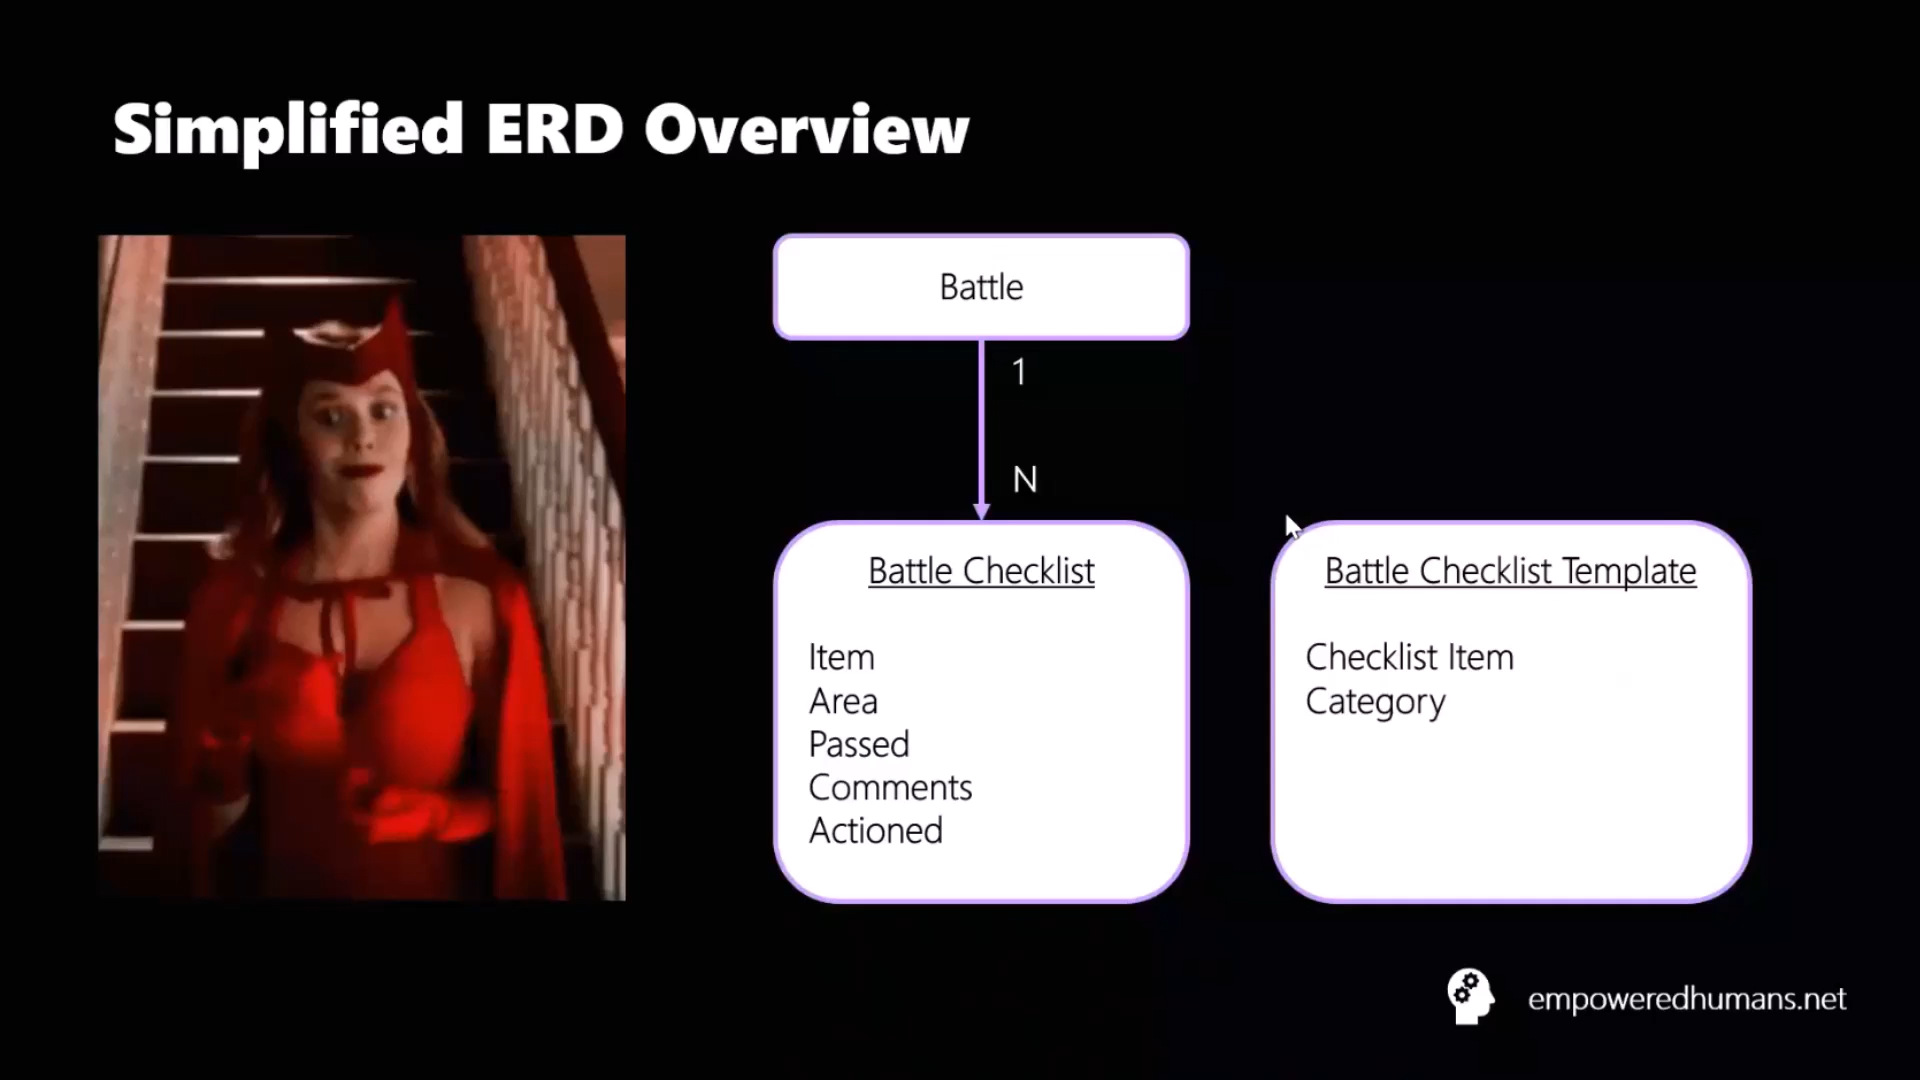 Simplified ERD Overview
Battle
1
N
Battle Checklist
Item
Area
Passed
Comments
Actioned
Battle Checklist Template
Checklist Item
Category
empoweredhumans.net